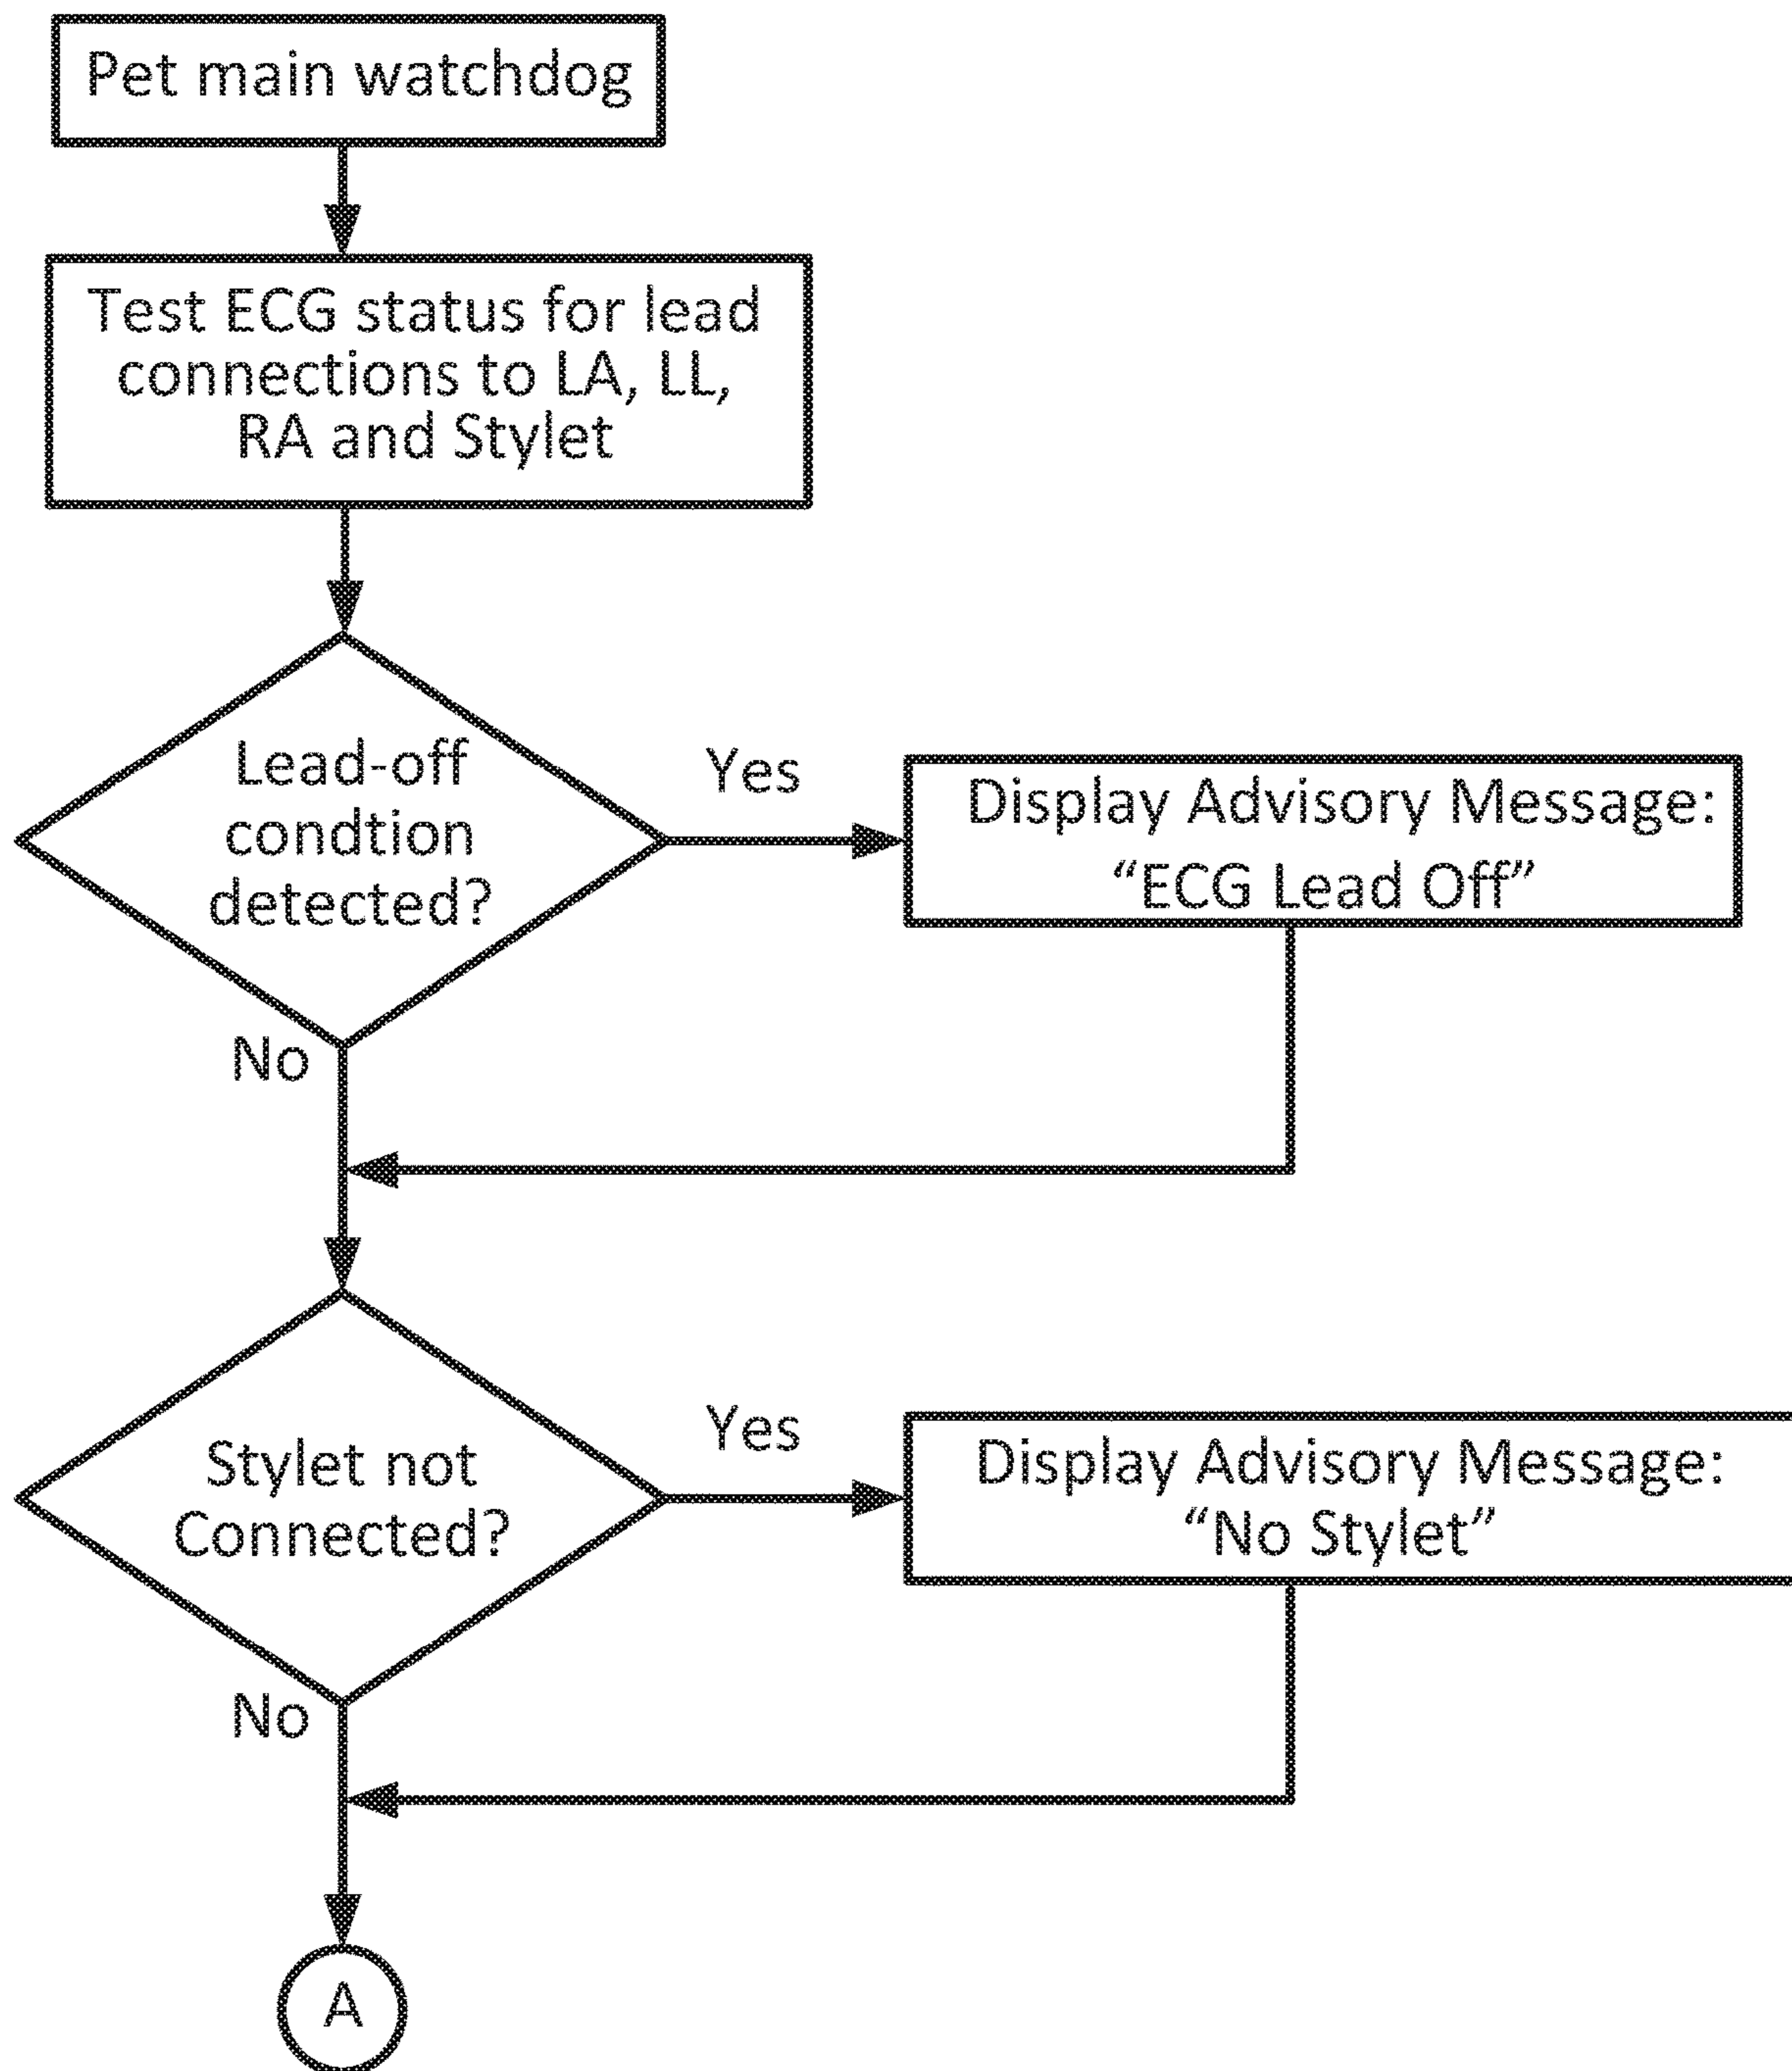 Pet main watchdog
Test ECG status for lead
connections to LA, LL,
RA and Stylet
Lead-off
condtion
detected?
Yes
Display Advisory Message:
“ECG Lead Off”
No
Stylet not
Connected?
Yes
Display Advisory Message:
“No Stylet”
No
A